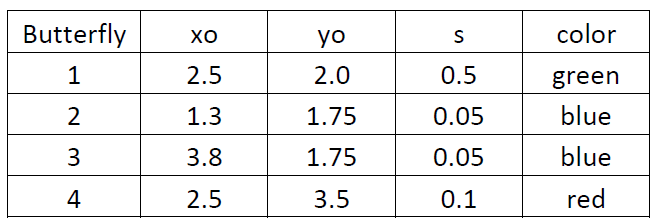 Butterfly xo yo s color
1 2.5 2.0 0.5 green
2 1.3 1.75 0.05 blue
3 3.8 1.75 0.05 blue
4 2.5 3.5 0.1 red